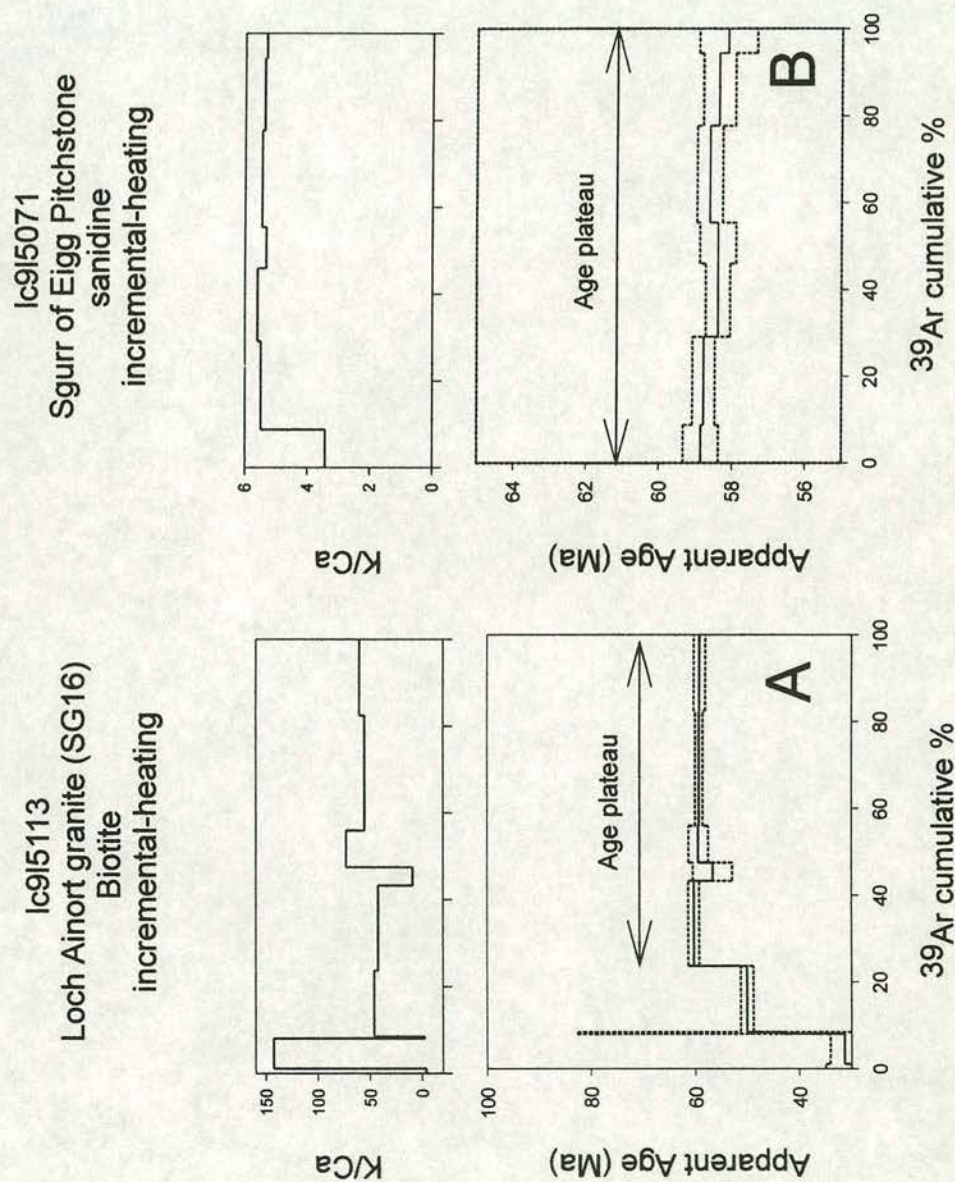 Ic9I5113
Loch Ainort granite (SG16)
Biotite
incremental-heating
K/Ca
150
100
50
0
Apparent Age (Ma)
100
80
60
40
Age plateau
A
0 20 40 60 80 100
³⁹Ar cumulative %
Ic9I5071
Sgurr of Eigg Pitchstone
sanidine
incremental-heating
K/Ca
6
4
2
0
Apparent Age (Ma)
64
62
60
58
56
Age plateau
B
0 20 40 60 80 100
³⁹Ar cumulative %